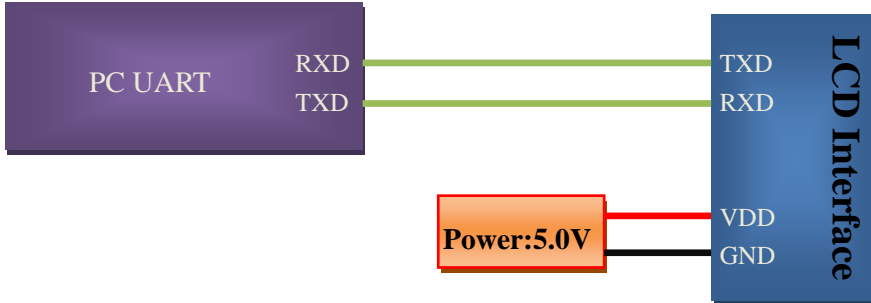 PC UART
RXD
TXD
TXD
RXD
VDD
GND
LCD Interface
Power:5.0V